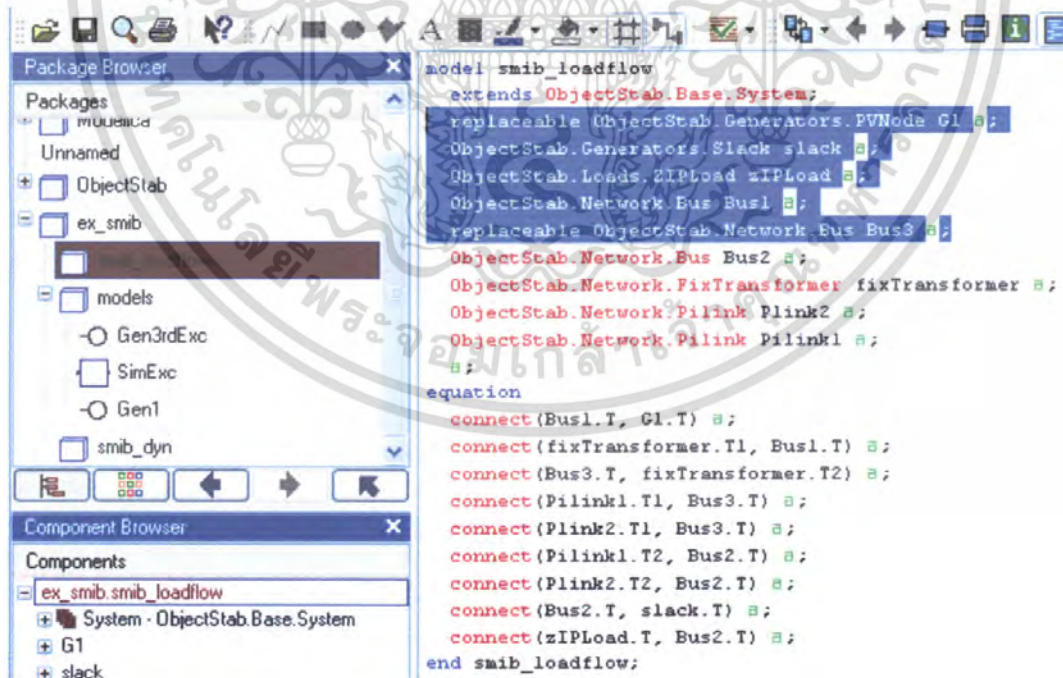 Package Browser
Packages
Modelica
Unnamed
ObjectStab
ex_smib
models
Gen3rdExc
SimExc
Gen1
smib_dyn
Component Browser
Components
ex_smib.smib_loadflow
System - ObjectStab.Base.System
G1
slack
model smib_loadflow
extends ObjectStab.Base.System;
replaceable ObjectStab.Generators.PVNode G1 a;
ObjectStab.Generators.Slack slack a;
ObjectStab.Loads.ZIPLoad zIPLoad a;
ObjectStab.Network.Bus Bus1 a;
replaceable ObjectStab.Network.Bus Bus3 a;
ObjectStab.Network.Bus Bus2 a;
ObjectStab.Network.FixTransformer fixTransformer a;
ObjectStab.Network.Pilink Plink2 a;
ObjectStab.Network.Pilink Pilink1 a;
a;
equation
connect(Bus1.T, G1.T) a;
connect(fixTransformer.T1, Bus1.T) a;
connect(Bus3.T, fixTransformer.T2) a;
connect(Pilink1.T1, Bus3.T) a;
connect(Plink2.T1, Bus3.T) a;
connect(Pilink1.T2, Bus2.T) a;
connect(Plink2.T2, Bus2.T) a;
connect(Bus2.T, slack.T) a;
connect(zIPLoad.T, Bus2.T) a;
end smib_loadflow;